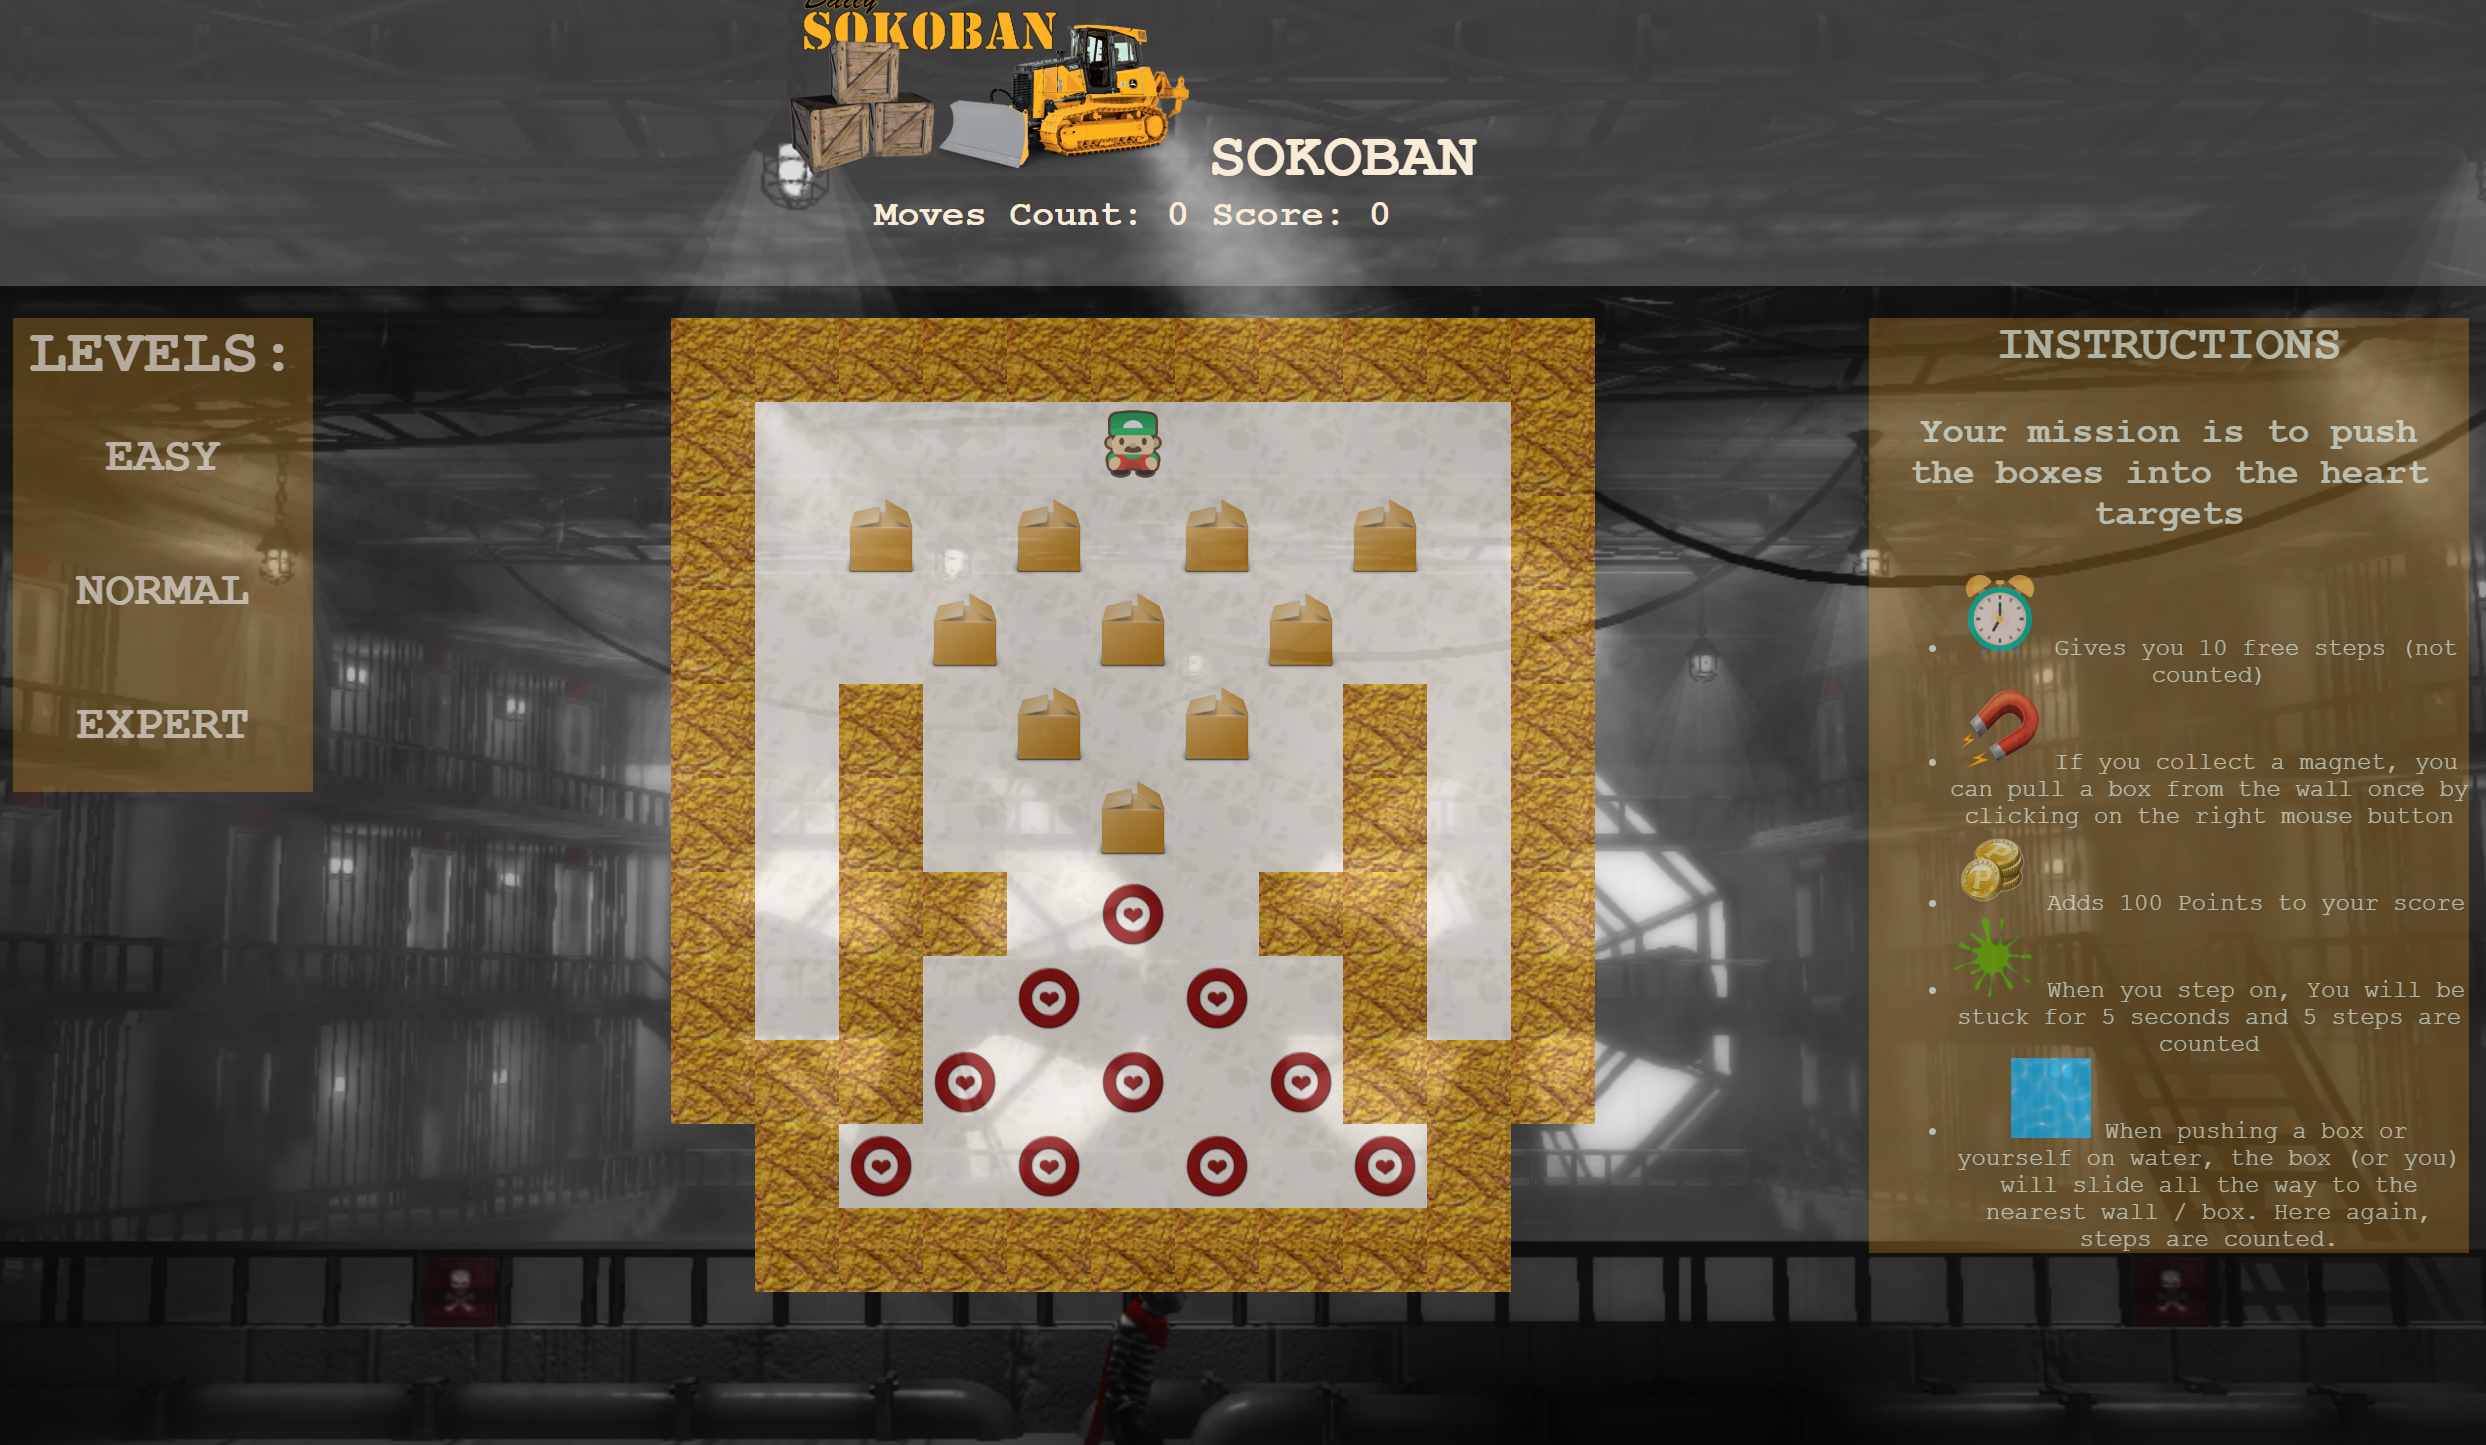 Daily
SOKOBAN
SOKOBAN
Moves Count: 0 Score: 0
LEVELS:
EASY
NORMAL
EXPERT
INSTRUCTIONS
Your mission is to push
the boxes into the heart
targets
Gives you 10 free steps (not
counted)
If you collect a magnet, you
can pull a box from the wall once by
clicking on the right mouse button
Adds 100 Points to your score
When you step on, You will be
stuck for 5 seconds and 5 steps are
counted
When pushing a box or
yourself on water, the box (or you)
will slide all the way to the
nearest wall / box. Here again,
steps are counted.